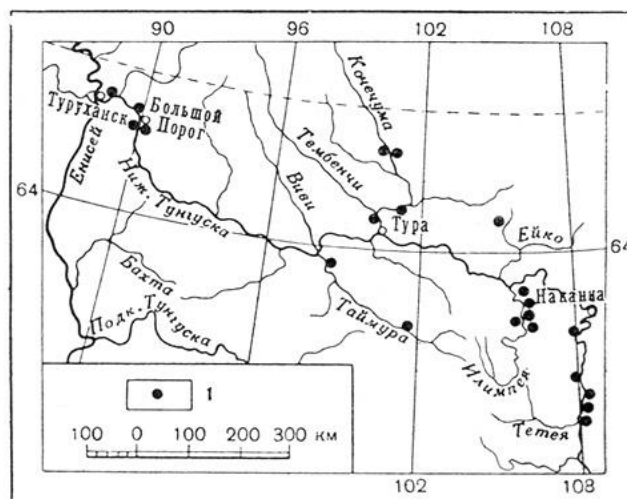 90
96
102
108
Кочечума
Туруханск
Большой
Порог
Енисей
Ниж. Тунгуска
Виви
Тембенчи
64
Тура
Ейко
64
Бахта
Подк. Тунгуска
Таймура
Наканна
Илимпея
Тетея
1
100 0 100 200 300 км
102
108